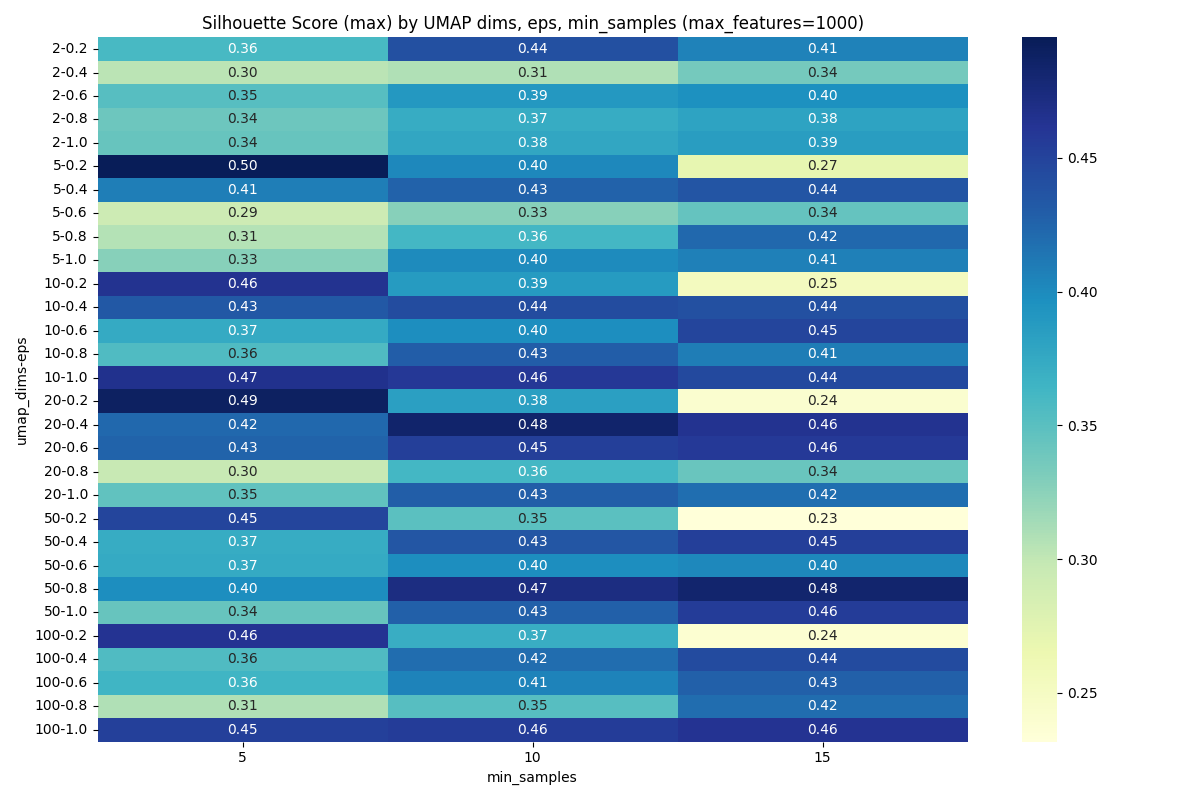 Silhouette Score (max) by UMAP dims, eps, min_samples (max_features=1000)
2-0.2 0.36 0.44 0.41
2-0.4 0.30 0.31 0.34
2-0.6 0.35 0.39 0.40
2-0.8 0.34 0.37 0.38
2-1.0 0.34 0.38 0.39
5-0.2 0.50 0.40 0.27
5-0.4 0.41 0.43 0.44
5-0.6 0.29 0.33 0.34
5-0.8 0.31 0.36 0.42
5-1.0 0.33 0.40 0.41
10-0.2 0.46 0.39 0.25
10-0.4 0.43 0.44 0.44
10-0.6 0.37 0.40 0.45
10-0.8 0.36 0.43 0.41
10-1.0 0.47 0.46 0.44
20-0.2 0.49 0.38 0.24
20-0.4 0.42 0.48 0.46
20-0.6 0.43 0.45 0.46
20-0.8 0.30 0.36 0.34
20-1.0 0.35 0.43 0.42
50-0.2 0.45 0.35 0.23
50-0.4 0.37 0.43 0.45
50-0.6 0.37 0.40 0.40
50-0.8 0.40 0.47 0.48
50-1.0 0.34 0.43 0.46
100-0.2 0.46 0.37 0.24
100-0.4 0.36 0.42 0.44
100-0.6 0.36 0.41 0.43
100-0.8 0.31 0.35 0.42
100-1.0 0.45 0.46 0.46
5 10 15
min_samples
umap_dims-eps
0.45
0.40
0.35
0.30
0.25